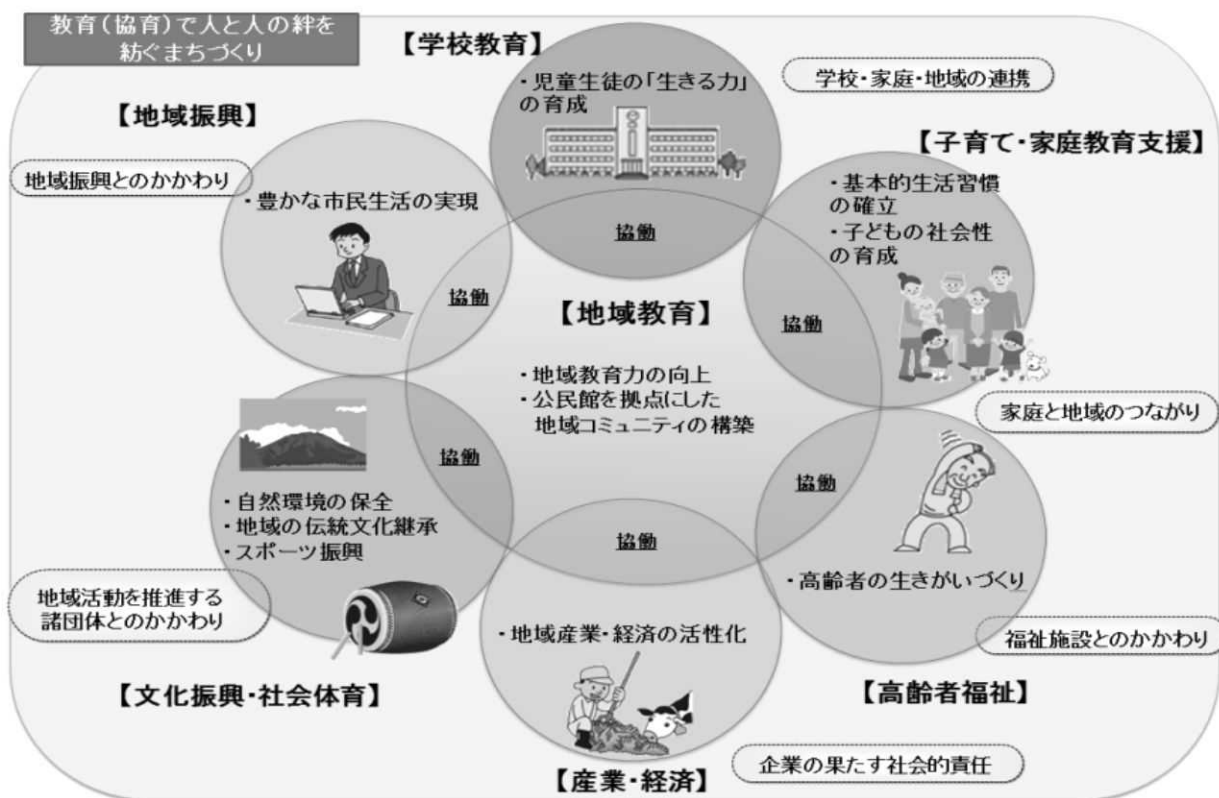 教育（協育）で人と人の絆を
紡ぐまちづくり
【学校教育】
・児童生徒の「生きる力」
の育成
協働
学校・家庭・地域の連携
【地域振興】
地域振興とのかかわり
・豊かな市民生活の実現
協働
【子育て・家庭教育支援】
・基本的生活習慣
の確立
・子どもの社会性
の育成
協働
家庭と地域のつながり
【地域教育】
・地域教育力の向上
・公民館を拠点にした
地域コミュニティの構築
協働
・自然環境の保全
・地域の伝統文化継承
・スポーツ振興
地域活動を推進する
諸団体とのかかわり
【文化振興・社会体育】
協働
・高齢者の生きがいづくり
福祉施設とのかかわり
【高齢者福祉】
協働
・地域産業・経済の活性化
【産業・経済】
企業の果たす社会的責任